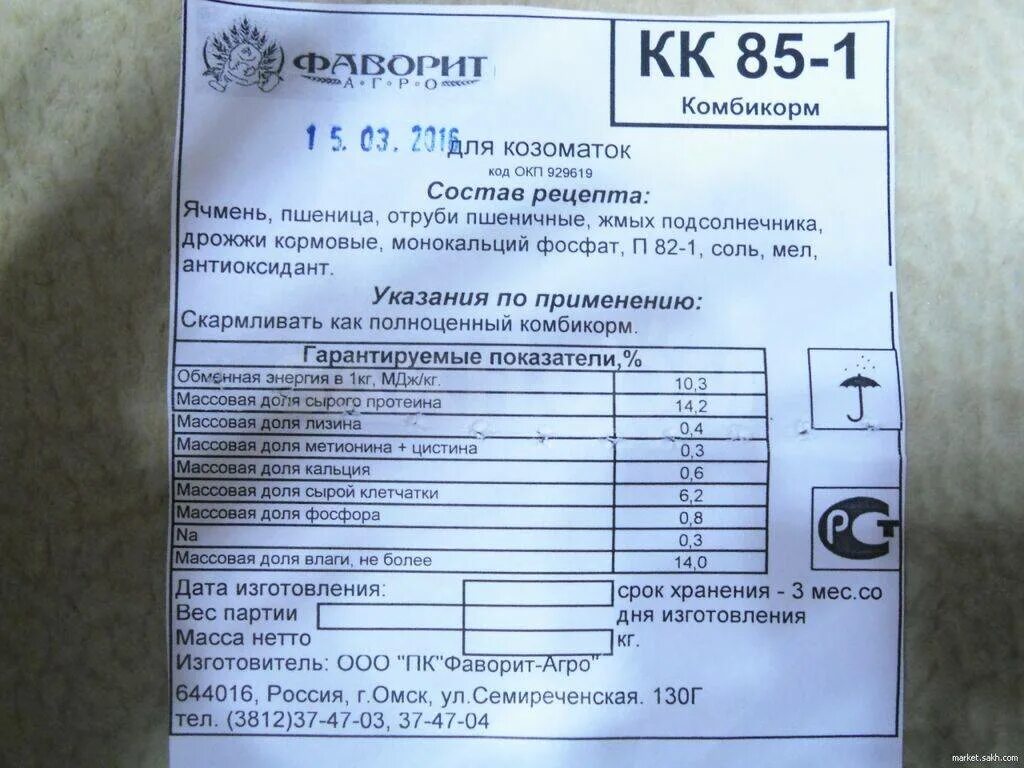 ФАВОРИТ
АГРО
КК 85-1
Комбикорм
15.03.2016
для козоматок
код ОКП 929619
Состав рецепта:
Ячмень, пшеница, отруби пшеничные, жмых подсолнечника,
дрожжи кормовые, монокальций фосфат, П 82-1, соль, мел,
антиоксидант.
Указания по применению:
Скармливать как полноценный комбикорм.
Гарантируемые показатели,%
Обменная энергия в 1кг, МДж/кг. 10,3
Массовая доля сырого протеина 14,2
Массовая доля лизина 0,4
Массовая доля метионина + цистина 0,3
Массовая доля кальция 0,6
Массовая доля сырой клетчатки 6,2
Массовая доля фосфора 0,8
Na 0,3
Массовая доля влаги, не более 14,0
РСТ
Дата изготовления: срок хранения - 3 мес.со
Вес партии дня изготовления
Масса нетто кг.
Изготовитель: ООО "ПК"Фаворит-Агро"
644016, Россия, г.Омск, ул.Семиреченская. 130Г
тел. (3812)37-47-03, 37-47-04
market.sakh.com